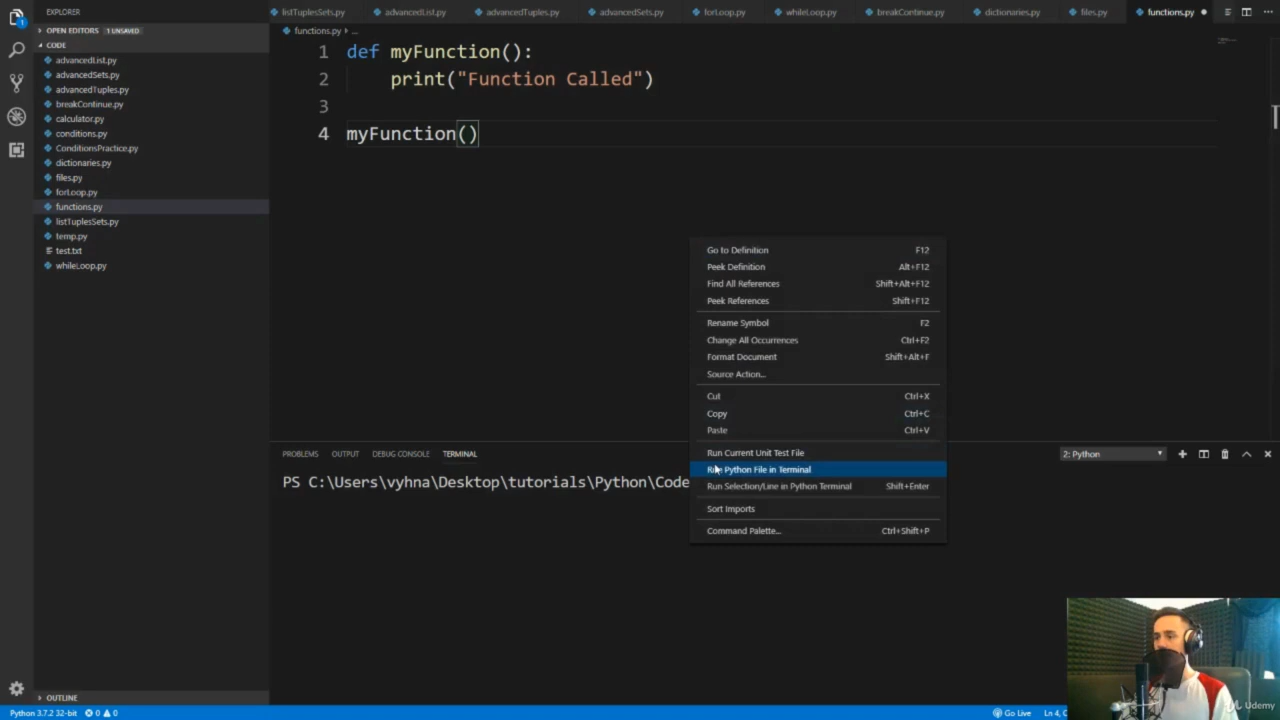 EXPLORER
OPEN EDITORS 1 UNSAVED
CODE
advancedList.py
advancedSets.py
advancedTuples.py
breakContinue.py
calculator.py
conditions.py
ConditionsPractice.py
dictionaries.py
files.py
forLoop.py
functions.py
listTuplesSets.py
temp.py
test.txt
whileLoop.py
OUTLINE
listTuplesSets.py advancedList.py advancedTuples.py advancedSets.py forLoop.py whileLoop.py breakContinue.py dictionaries.py files.py functions.py
functions.py ...
1 def myFunction():
2 print("Function Called")
3
4 myFunction()
Go to Definition F12
Peek Definition Alt+F12
Find All References Shift+Alt+F12
Peek References Shift+F12
Rename Symbol F2
Change All Occurrences Ctrl+F2
Format Document Shift+Alt+F
Source Action...
Cut Ctrl+X
Copy Ctrl+C
Paste Ctrl+V
Run Current Unit Test File
Run Python File in Terminal
Run Selection/Line in Python Terminal Shift+Enter
Sort Imports
Command Palette... Ctrl+Shift+P
PROBLEMS OUTPUT DEBUG CONSOLE TERMINAL 2: Python
PS C:\Users\vyhna\Desktop\tutorials\Python\Code
Python 3.7.2 32-bit 0 0 Go Live Ln 4, C
Udemy